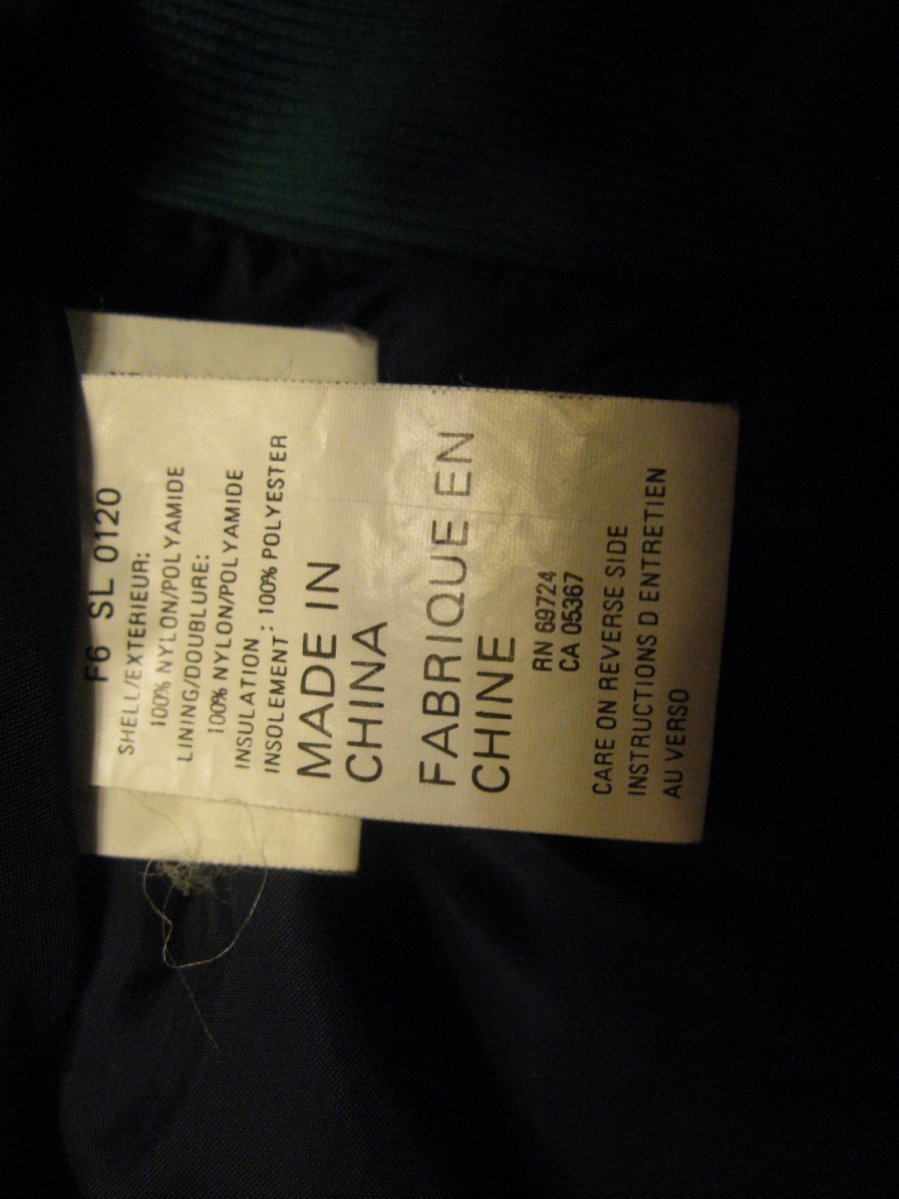 F6 SL 0120
SHELL/EXTERIEUR:
100% NYLON/POLYAMIDE
LINING/DOUBLURE:
100% NYLON/POLYAMIDE
INSULATION
INSOLEMENT : 100% POLYESTER
MADE IN
CHINA
FABRIQUE EN
CHINE
RN 69724
CA 05367
CARE ON REVERSE SIDE
INSTRUCTIONS D ENTRETIEN
AU VERSO